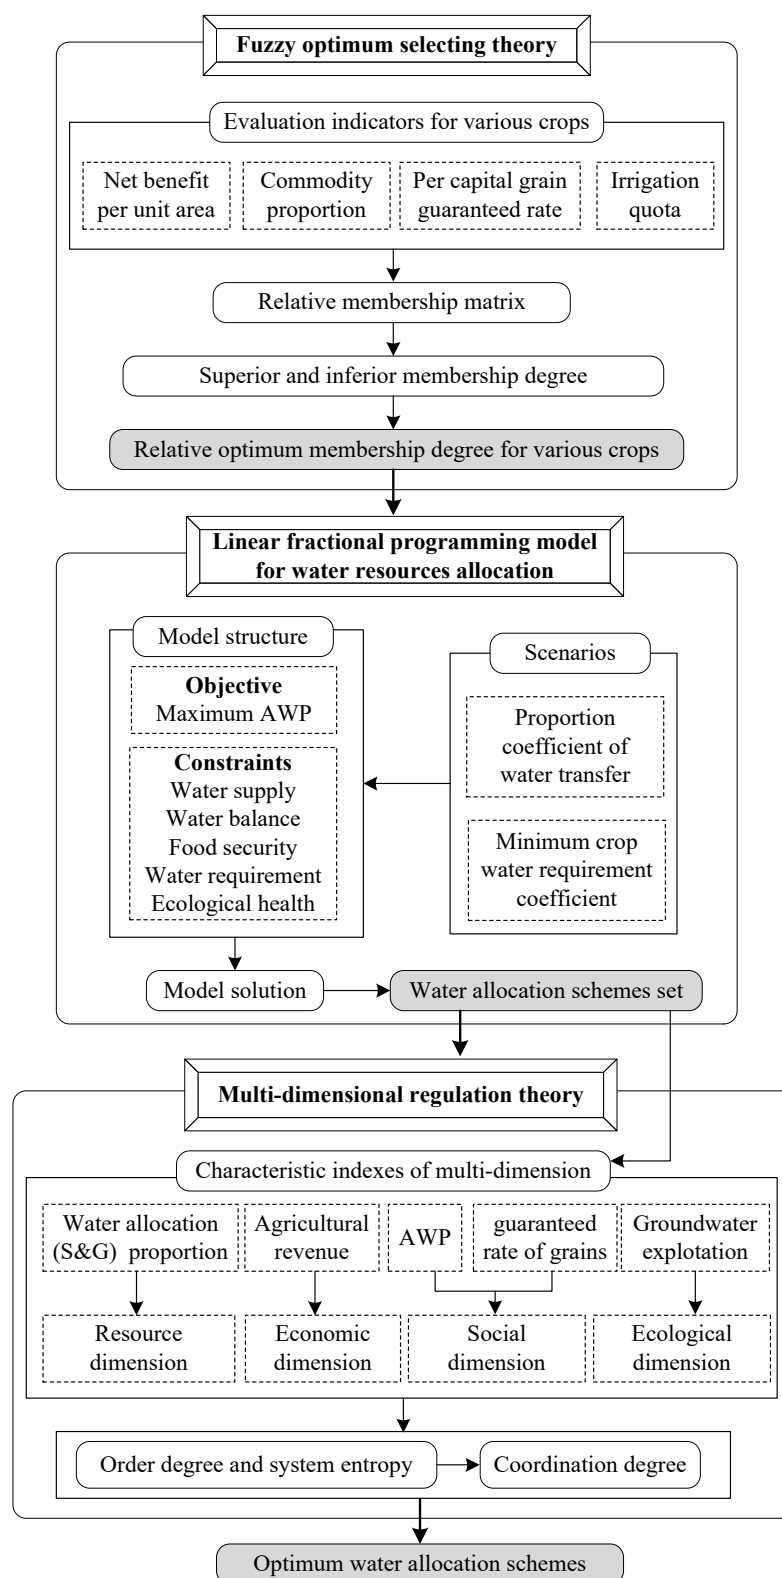 Fuzzy optimum selecting theory
Evaluation indicators for various crops
Net benefit
per unit area
Commodity
proportion
Per capital grain
guaranteed rate
Irrigation
quota
Relative membership matrix
Superior and inferior membership degree
Relative optimum membership degree for various crops
Linear fractional programming model
for water resources allocation
Model structure
Objective
Maximum AWP
Constraints
Water supply
Water balance
Food security
Water requirement
Ecological health
Scenarios
Proportion
coefficient of
water transfer
Minimum crop
water requirement
coefficient
Model solution
Water allocation schemes set
Multi-dimensional regulation theory
Characteristic indexes of multi-dimension
Water allocation
(S&G) proportion
Agricultural
revenue
AWP
guaranteed
rate of grains
Groundwater
explotation
Resource
dimension
Economic
dimension
Social
dimension
Ecological
dimension
Order degree and system entropy
Coordination degree
Optimum water allocation schemes